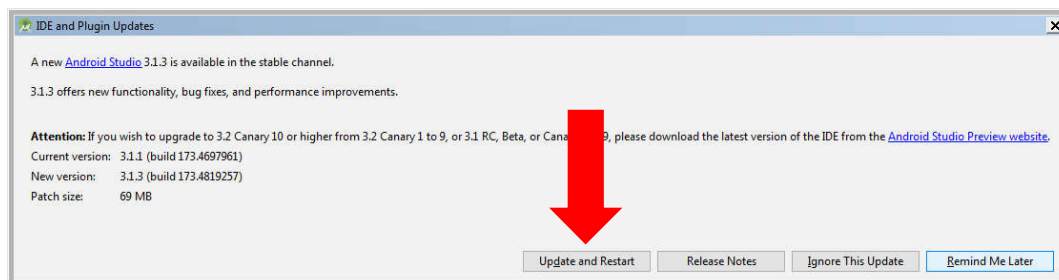 IDE and Plugin Updates
A new Android Studio 3.1.3 is available in the stable channel.
3.1.3 offers new functionality, bug fixes, and performance improvements.
Attention: If you wish to upgrade to 3.2 Canary 10 or higher from 3.2 Canary 1 to 9, or 3.1 RC, Beta, or 9, please download the latest version of the IDE from the Android Studio Preview website.
Current version: 3.1.1 (build 173.4697961)
New version: 3.1.3 (build 173.4819257)
Patch size: 69 MB
Update and Restart Release Notes Ignore This Update Remind Me Later